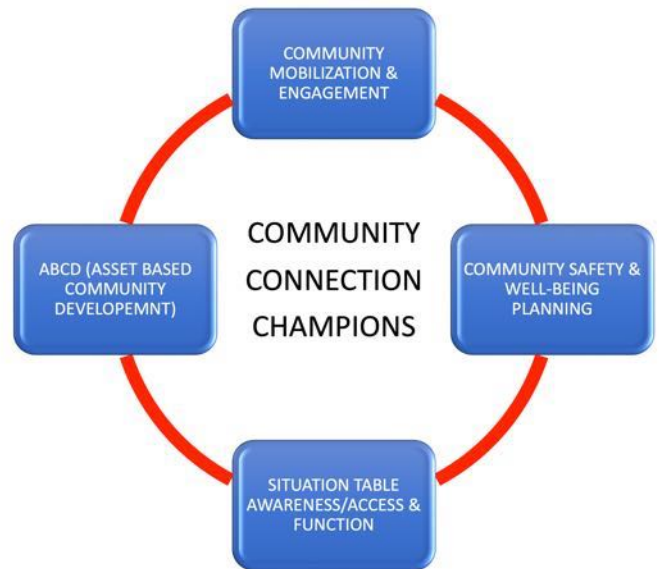 COMMUNITY
MOBILIZATION &
ENGAGEMENT
ABCD (ASSET BASED
COMMUNITY
DEVELOPEMNT)
COMMUNITY
CONNECTION
CHAMPIONS
COMMUNITY SAFETY &
WELL-BEING
PLANNING
SITUATION TABLE
AWARENESS/ACCESS &
FUNCTION